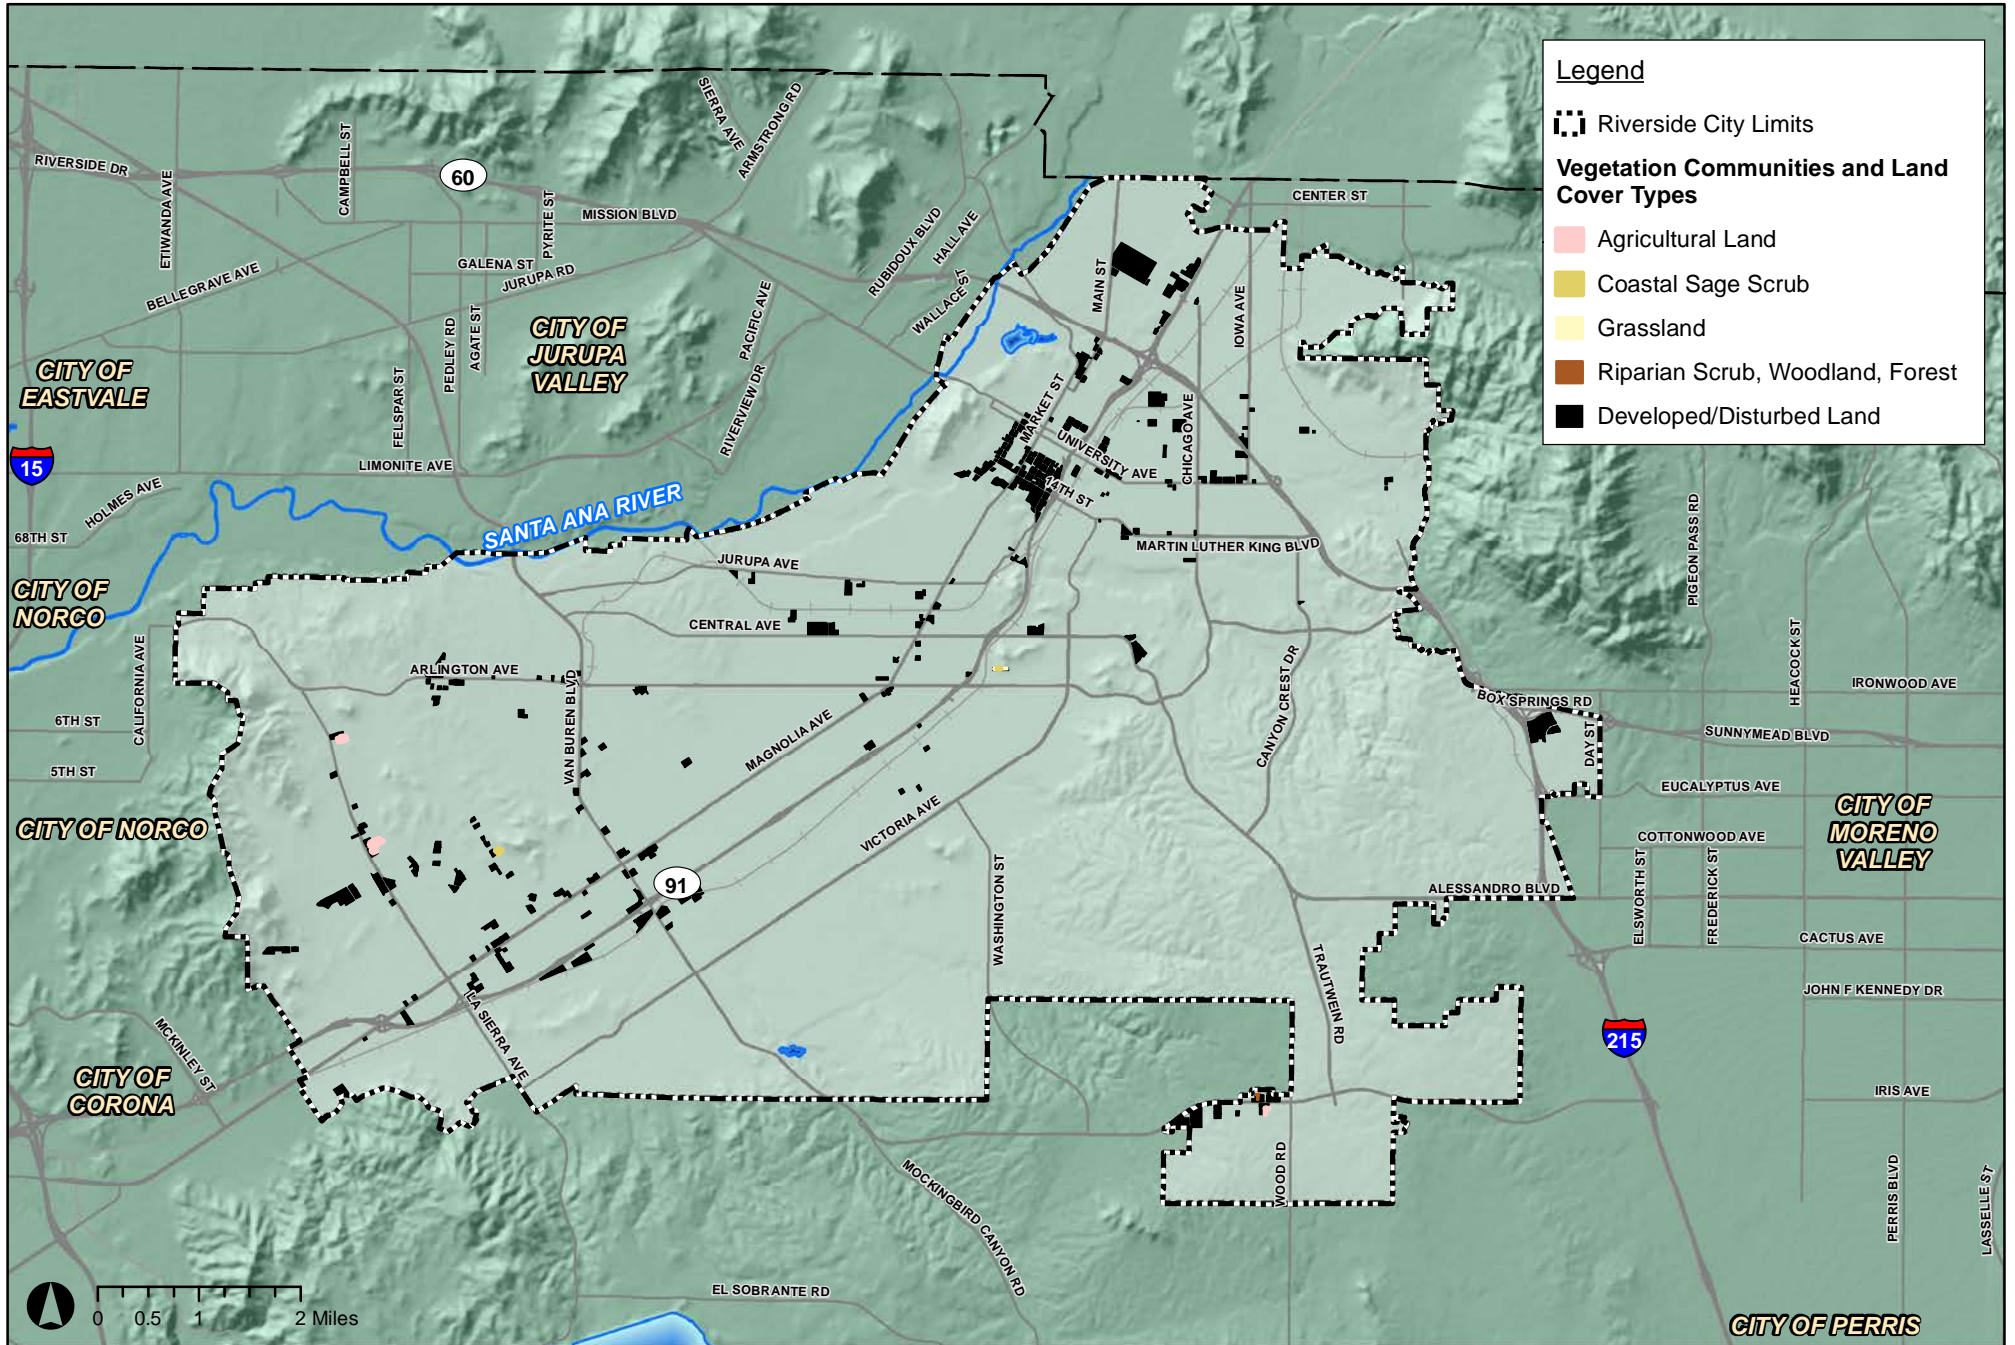 Legend
Riverside City Limits
Vegetation Communities and Land
Cover Types
Agricultural Land
Coastal Sage Scrub
Grassland
Riparian Scrub, Woodland, Forest
Developed/Disturbed Land
SIERRA AVE
ARMSTRONG RD
RIVERSIDE DR
ETIWANDA AVE
CAMPBELL ST
60
PYRITE ST
MISSION BLVD
CENTER ST
RUBIDOUX BLVD
HALL AVE
WALLACE ST
BELLEGRAVE AVE
GALENA ST
JURUPA RD
MAIN ST
IOWA AVE
PACIFIC AVE
PEDLEY RD
AGATE ST
CITY OF
JURUPA
VALLEY
CITY OF
EASTVALE
FELSPAR ST
RIVERVIEW DR
MARKET ST
CHICAGO AVE
UNIVERSITY AVE
14TH ST
15
LIMONITE AVE
HOLMES AVE
68TH ST
SANTA ANA RIVER
MARTIN LUTHER KING BLVD
PIGEON PASS RD
CITY OF
NORCO
JURUPA AVE
CENTRAL AVE
CALIFORNIA AVE
ARLINGTON AVE
VAN BUREN BLVD
CANYON CREST DR
HEACOCK ST
IRONWOOD AVE
BOX SPRINGS RD
6TH ST
5TH ST
MAGNOLIA AVE
DAY ST
SUNNYMEAD BLVD
EUCALYPTUS AVE
CITY OF NORCO
VICTORIA AVE
CITY OF
MORENO
VALLEY
COTTONWOOD AVE
91
WASHINGTON ST
ALESSANDRO BLVD
ELSWORTH ST
FREDERICK ST
CACTUS AVE
TRAUTWEIN RD
JOHN F KENNEDY DR
215
MCKINLEY ST
LA SIERRA AVE
CITY OF
CORONA
IRIS AVE
WOOD RD
MOCKINGBIRD CANYON RD
PERRIS BLVD
LASSELLE ST
EL SOBRANTE RD
0 0.5 1 2 Miles
CITY OF PERRIS